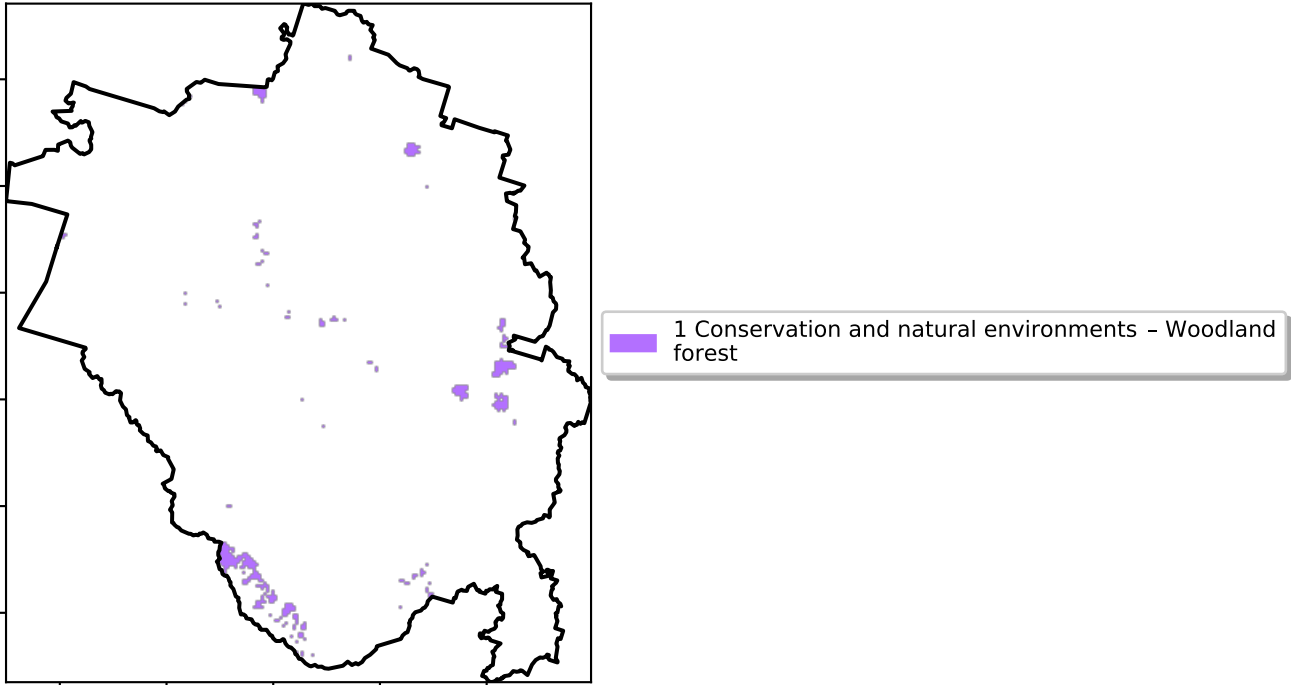 1 Conservation and natural environments – Woodland
forest